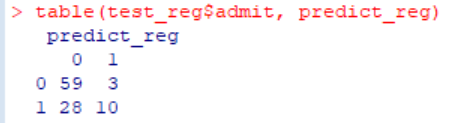 > table(test_reg$admit, predict_reg)
predict_reg
0 1
0 59 3
1 28 10